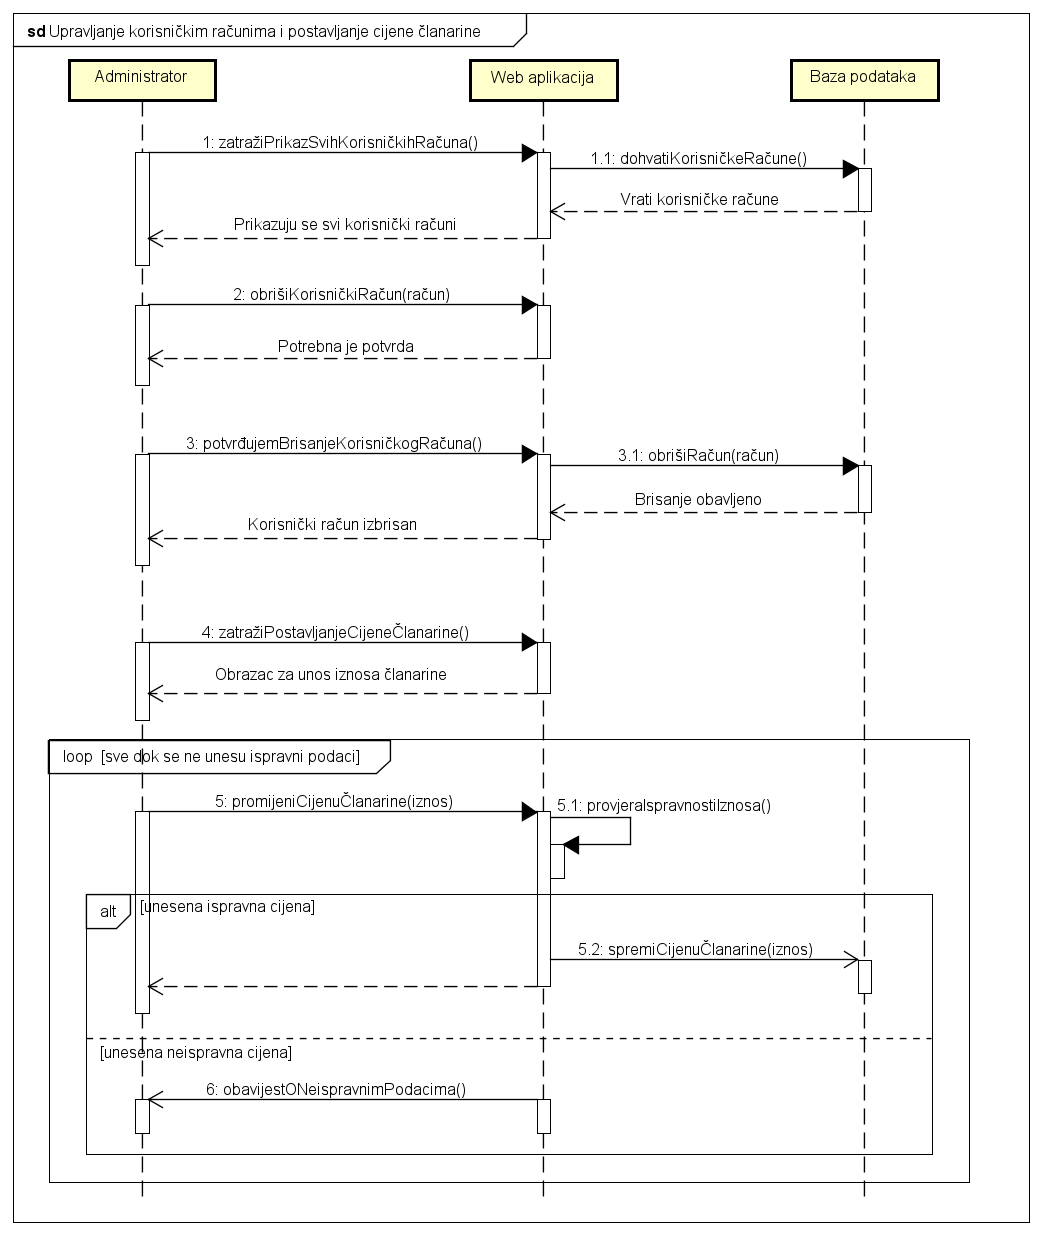 sd Upravljanje korisničkim računima i postavljanje cijene članarine
Administrator
Web aplikacija
Baza podataka
1: zatražiPrikazSvihKorisničkihRačuna()
1.1: dohvatiKorisničkeRačune()
Vrati korisničke račune
Prikazuju se svi korisnički računi
2: obrišiKorisničkiRačun(račun)
Potrebna je potvrda
3: potvrđujemBrisanjeKorisničkogRačuna()
3.1: obrišiRačun(račun)
Brisanje obavljeno
Korisnički račun izbrisan
4: zatražiPostavljanjeCijeneČlanarine()
Obrazac za unos iznosa članarine
loop [sve dok se ne unesu ispravni podaci]
5: promijeniCijenuČlanarine(iznos)
5.1: provjeraIspravnostiIznosa()
alt [unesena ispravna cijena]
5.2: spremiCijenuČlanarine(iznos)
[unesena neispravna cijena]
6: obavijestONeispravnimPodacima()